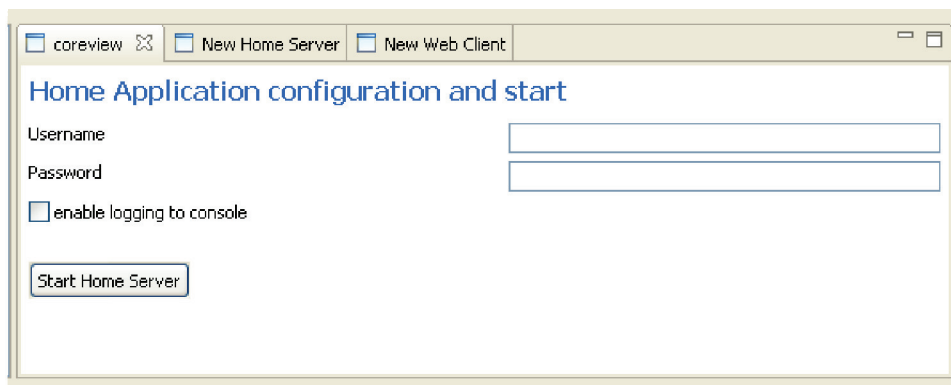 coreview New Home Server New Web Client
Home Application configuration and start
Username
Password
enable logging to console
Start Home Server